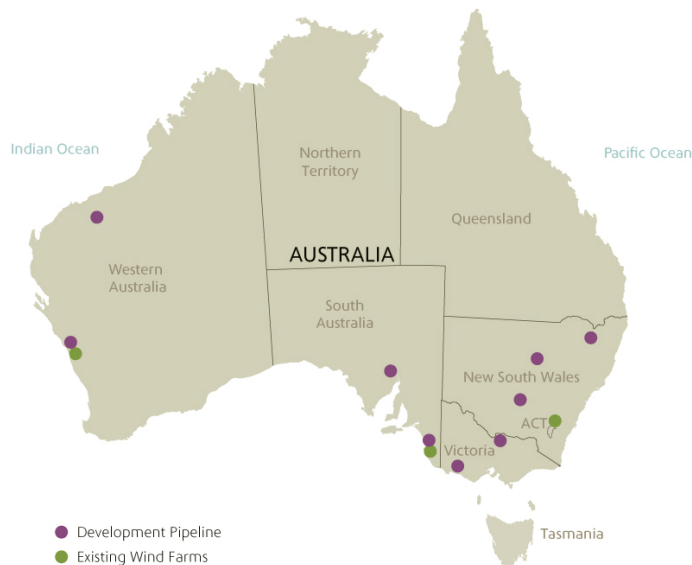 Indian Ocean
Northern
Territory
Pacific Ocean
Queensland
AUSTRALIA
Western
Australia
South
Australia
New South Wales
ACT
Victoria
Tasmania
Development Pipeline
Existing Wind Farms